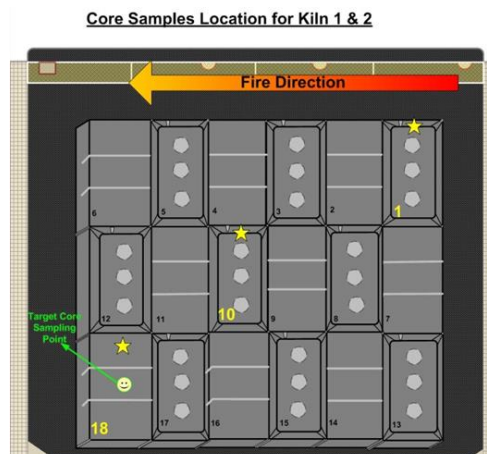 Core Samples Location for Kiln 1 & 2
Fire Direction
6 5 4 3 2 1
12 11 10 9 8 7
Target Core
Sampling
Point
18 17 16 15 14 13